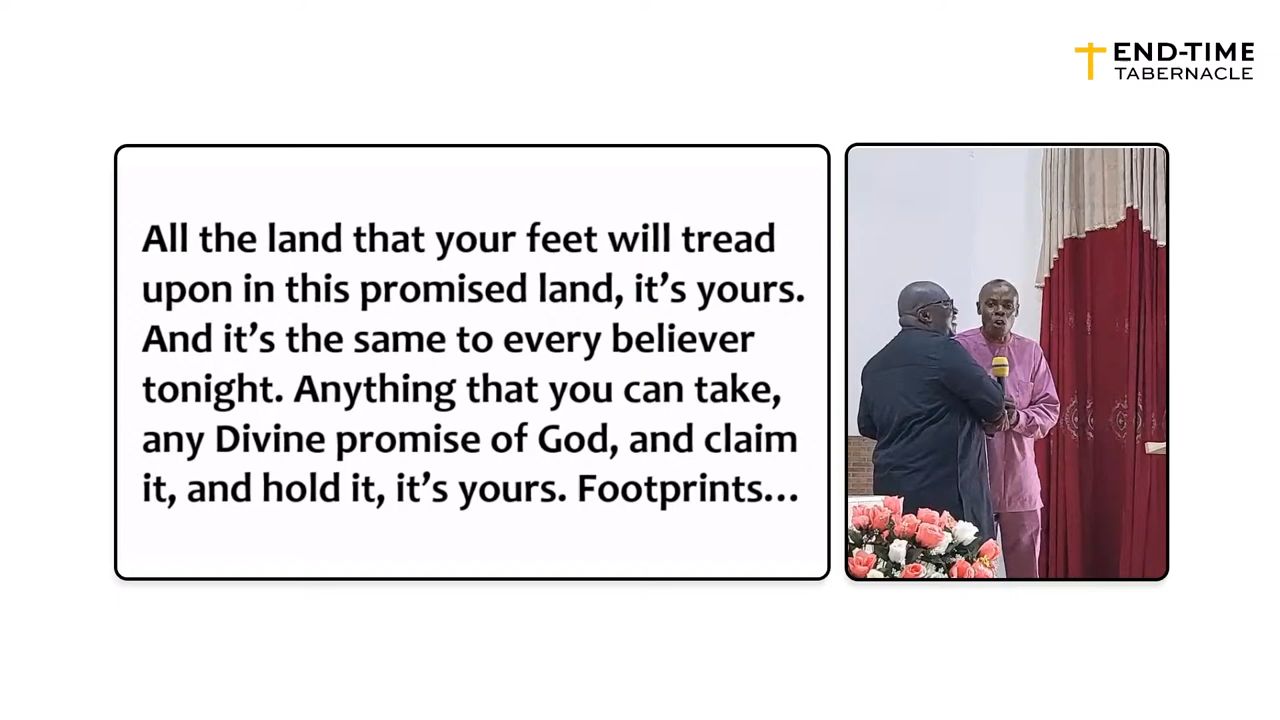 END-TIME
TABERNACLE
All the land that your feet will tread
upon in this promised land, it’s yours.
And it’s the same to every believer
tonight. Anything that you can take,
any Divine promise of God, and claim
it, and hold it, it’s yours. Footprints…